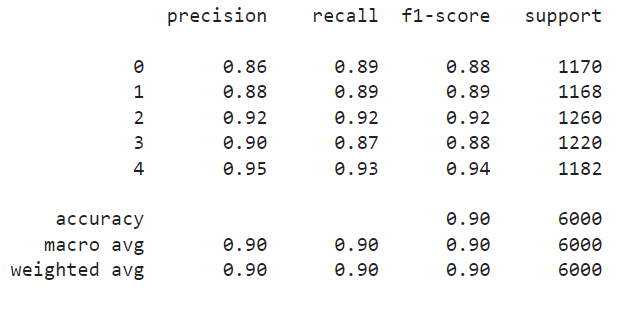 precision recall f1-score support
0 0.86 0.89 0.88 1170
1 0.88 0.89 0.89 1168
2 0.92 0.92 0.92 1260
3 0.90 0.87 0.88 1220
4 0.95 0.93 0.94 1182
accuracy 0.90 6000
macro avg 0.90 0.90 0.90 6000
weighted avg 0.90 0.90 0.90 6000